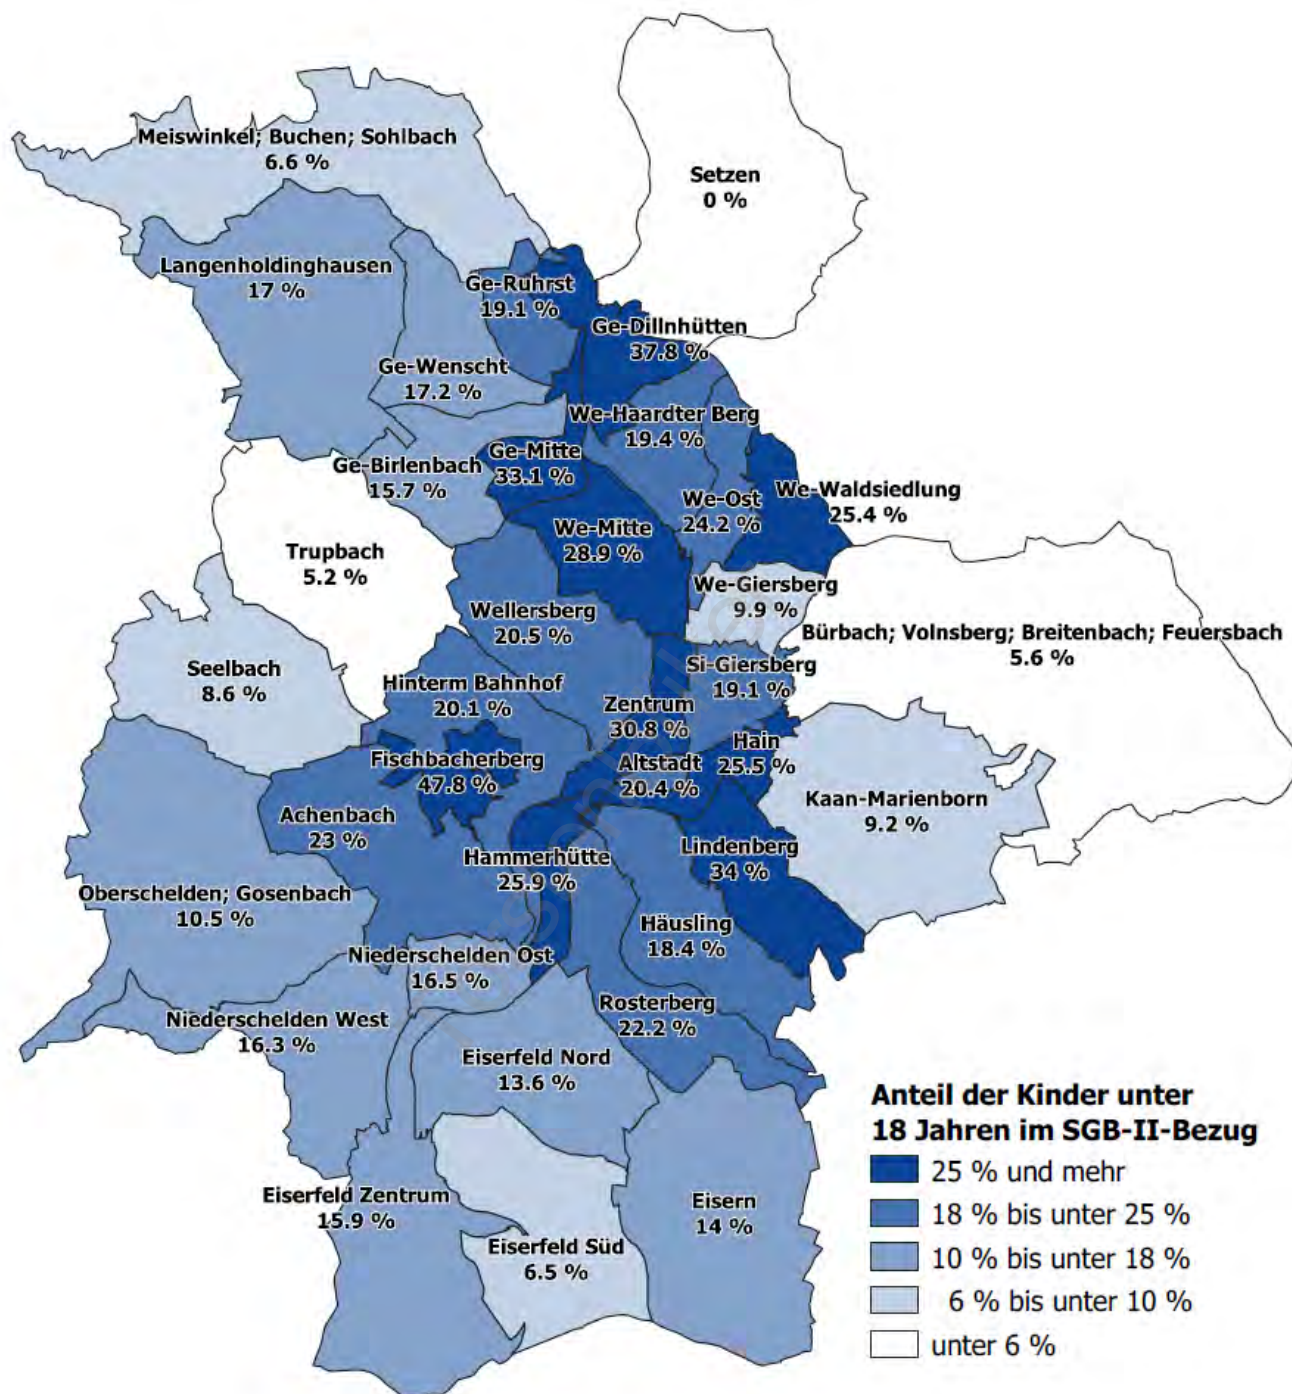 Meiswinkel; Buchen; Sohlbach
6.6 %
Setzen
0 %
Langenholdinghausen
17 %
Ge-Ruhrst
19.1 %
Ge-Dillnhütten
37.8 %
Ge-Wenscht
17.2 %
We-Haardter Berg
19.4 %
Ge-Mitte
33.1 %
Ge-Birlenbach
15.7 %
We-Ost
24.2 %
We-Waldsiedlung
25.4 %
We-Mitte
28.9 %
Trupbach
5.2 %
We-Giersberg
9.9 %
Wellersberg
20.5 %
Bürbach; Volnsberg; Breitenbach; Feuersbach
5.6 %
Seelbach
8.6 %
Si-Giersberg
19.1 %
Hinterm Bahnhof
20.1 %
Zentrum
30.8 %
Hain
25.5 %
Fischbacherberg
47.8 %
Altstadt
20.4 %
Kaan-Marienborn
9.2 %
Achenbach
23 %
Lindenberg
34 %
Hammerhütte
25.9 %
Oberschelden; Gosenbach
10.5 %
Häusling
18.4 %
Niederschelden Ost
16.5 %
Rosterberg
22.2 %
Niederschelden West
16.3 %
Eiserfeld Nord
13.6 %
Eiserfeld Zentrum
15.9 %
Eisern
14 %
Eiserfeld Süd
6.5 %
Anteil der Kinder unter
18 Jahren im SGB-II-Bezug
25 % und mehr
18 % bis unter 25 %
10 % bis unter 18 %
6 % bis unter 10 %
unter 6 %